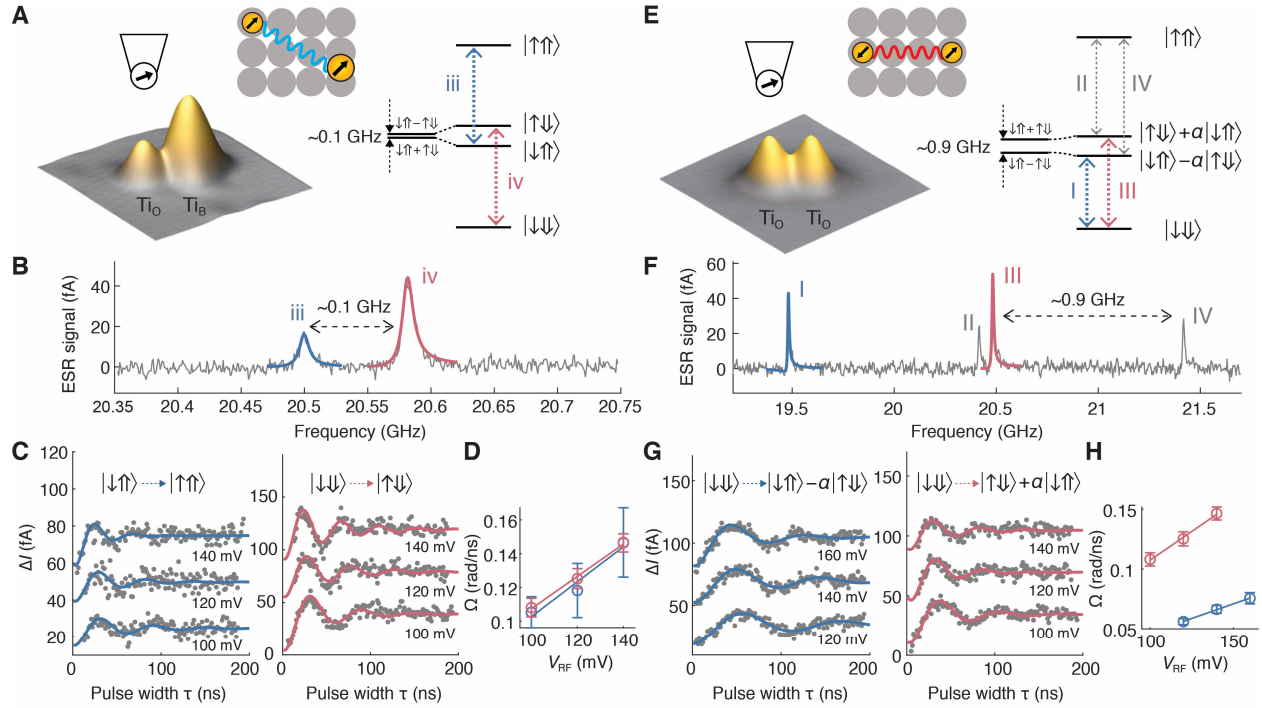 A
iii
|↑⇑⟩
|↑⇓⟩
|↓⇑⟩
|↓⇓⟩
~0.1 GHz
↓⇑−↑⇓
↓⇑+↑⇓
iv
Ti_O
Ti_B
E
II
IV
|↑⇑⟩
|↑⇓⟩+α|↓⇑⟩
|↓⇑⟩−α|↑⇓⟩
~0.9 GHz
↓⇑+↑⇓
↓⇑−↑⇓
I
III
|↓⇓⟩
Ti_O
Ti_O
B
ESR signal (fA)
40
20
0
iii
~0.1 GHz
iv
20.35
20.4
20.45
20.5
20.55
20.6
20.65
20.7
20.75
Frequency (GHz)
F
ESR signal (fA)
60
40
20
0
I
II
III
~0.9 GHz
IV
19.5
20
20.5
21
21.5
Frequency (GHz)
C
ΔI (fA)
120
100
80
60
40
20
|↓⇑⟩ |↑⇑⟩
140 mV
120 mV
100 mV
0
100
200
Pulse width τ (ns)
150
100
50
0
|↓⇓⟩ |↑⇓⟩
140 mV
120 mV
100 mV
0
100
200
Pulse width τ (ns)
D
Ω (rad/ns)
0.16
0.14
0.12
0.1
100
120
140
V_RF (mV)
G
ΔI (fA)
150
100
50
0
|↓⇓⟩ |↓⇑⟩−α|↑⇓⟩
160 mV
140 mV
120 mV
0
100
200
Pulse width τ (ns)
150
100
50
0
|↓⇓⟩ |↑⇓⟩+α|↓⇑⟩
140 mV
120 mV
100 mV
0
100
200
Pulse width τ (ns)
H
Ω (rad/ns)
0.15
0.1
0.05
100
150
V_RF (mV)